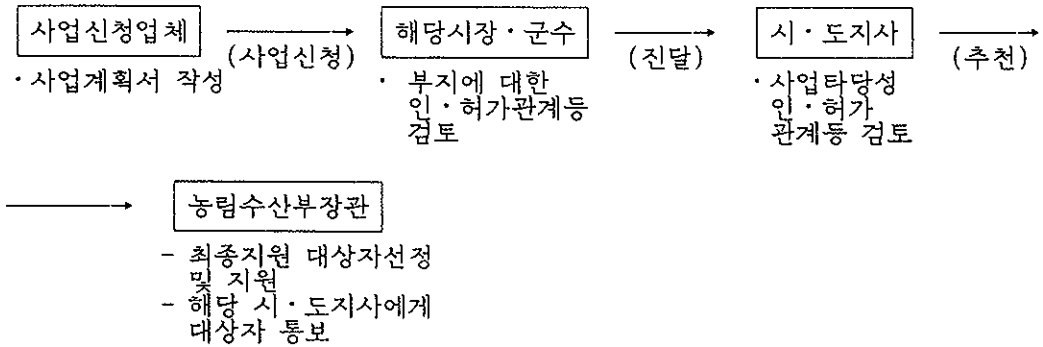 사업신청업체
(사업신청)
해당시장·군수
(진달)
시·도지사
(추천)
·사업계획서 작성
· 부지에 대한
인·허가관계등
검토
·사업타당성
인·허가
관계등 검토
농림수산부장관
- 최종지원 대상자선정
및 지원
- 해당 시·도지사에게
대상자 통보